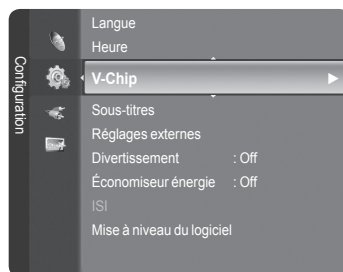 Configuration
Langue
Heure
V-Chip
Sous-titres
Réglages externes
Divertissement : Off
Économiseur énergie : Off
ISI
Mise à niveau du logiciel